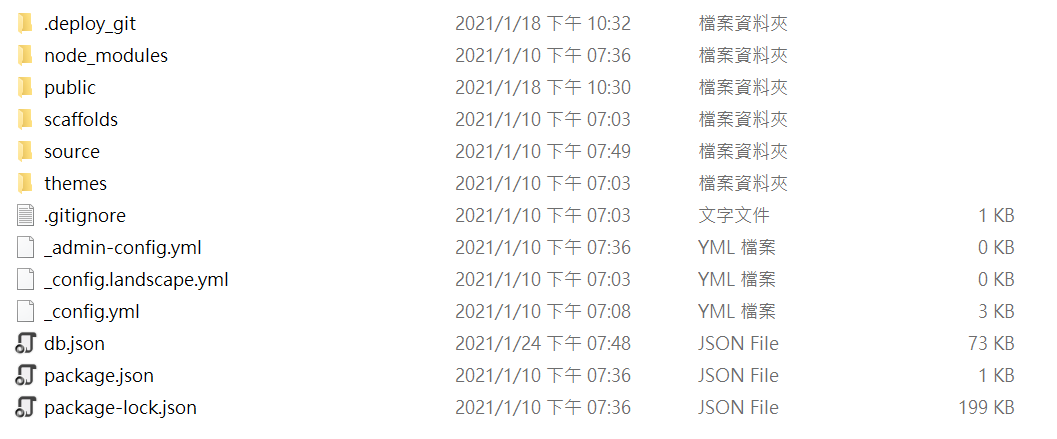 .deploy_git 2021/1/18 下午 10:32 檔案資料夾
node_modules 2021/1/10 下午 07:36 檔案資料夾
public 2021/1/18 下午 10:30 檔案資料夾
scaffolds 2021/1/10 下午 07:03 檔案資料夾
source 2021/1/10 下午 07:49 檔案資料夾
themes 2021/1/10 下午 07:03 檔案資料夾
.gitignore 2021/1/10 下午 07:03 文字文件 1 KB
_admin-config.yml 2021/1/10 下午 07:36 YML 檔案 0 KB
_config.landscape.yml 2021/1/10 下午 07:03 YML 檔案 0 KB
_config.yml 2021/1/10 下午 07:08 YML 檔案 3 KB
db.json 2021/1/24 下午 07:48 JSON File 73 KB
package.json 2021/1/10 下午 07:36 JSON File 1 KB
package-lock.json 2021/1/10 下午 07:36 JSON File 199 KB